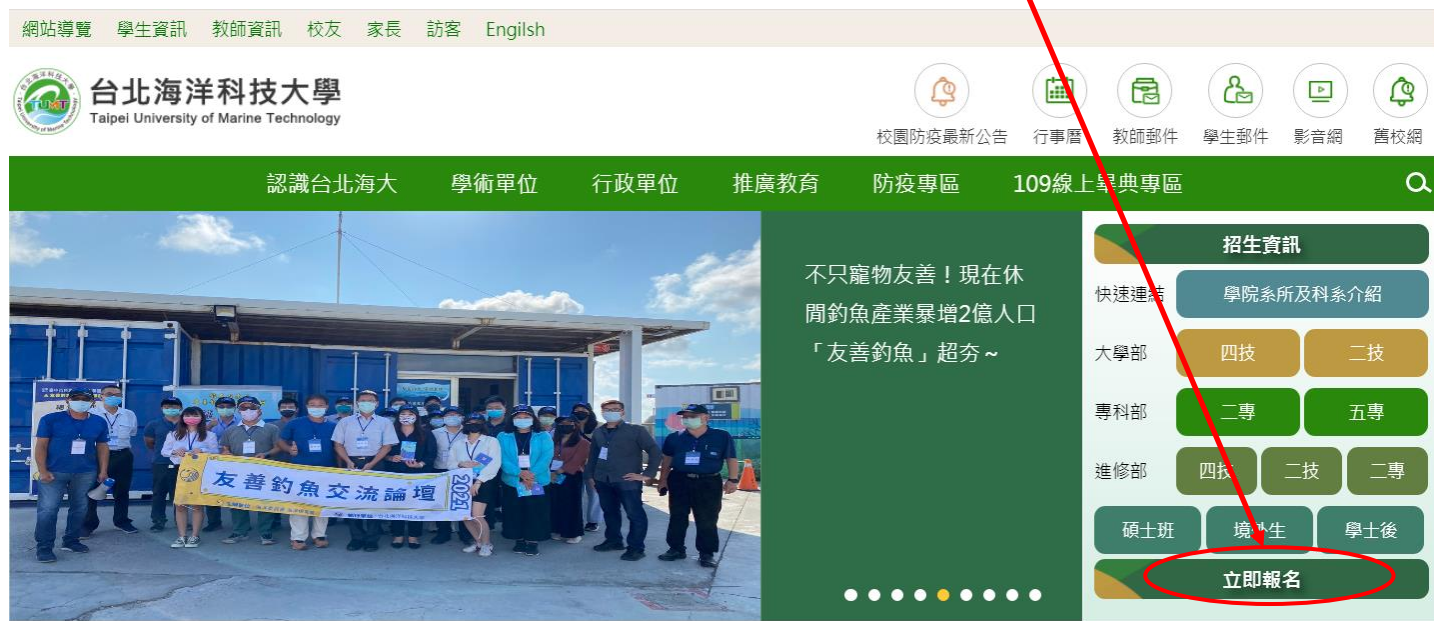 網站導覽 學生資訊 教師資訊 校友 家長 訪客 Engilsh
台北海洋科技大學
Taipei University of Marine Technology
TUMT
校園防疫最新公告 行事曆 教師郵件 學生郵件 影音網 舊校網
認識台北海大 學術單位 行政單位 推廣教育 防疫專區 109線上畢典專區
不只寵物友善！現在休
閒釣魚產業暴增2億人口
「友善釣魚」超夯~
友善釣魚交流論壇 2021
招生資訊
快速連結 學院系所及科系介紹
大學部 四技 二技
專科部 二專 五專
進修部 四技 二技 二專
碩士班 境外生 學士後
立即報名